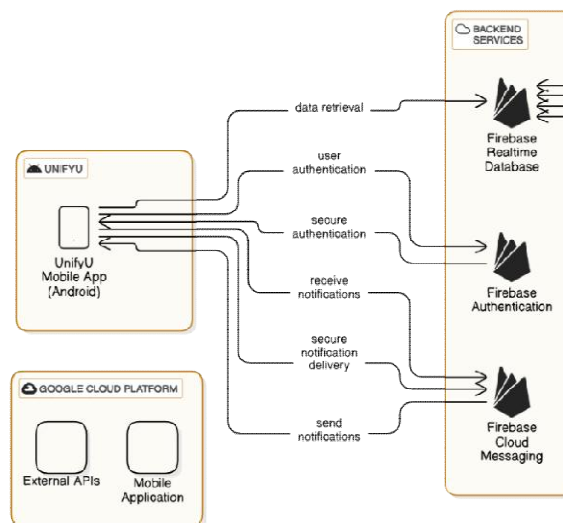 BACKEND
SERVICES
data retrieval
Firebase
Realtime
Database
user
authentication
UNIFYU
UnifyU
Mobile App
(Android)
secure
authentication
Firebase
Authentication
receive
notifications
secure
notification
delivery
GOOGLE CLOUD PLATFORM
send
notifications
Firebase
Cloud
Messaging
External APIs
Mobile
Application